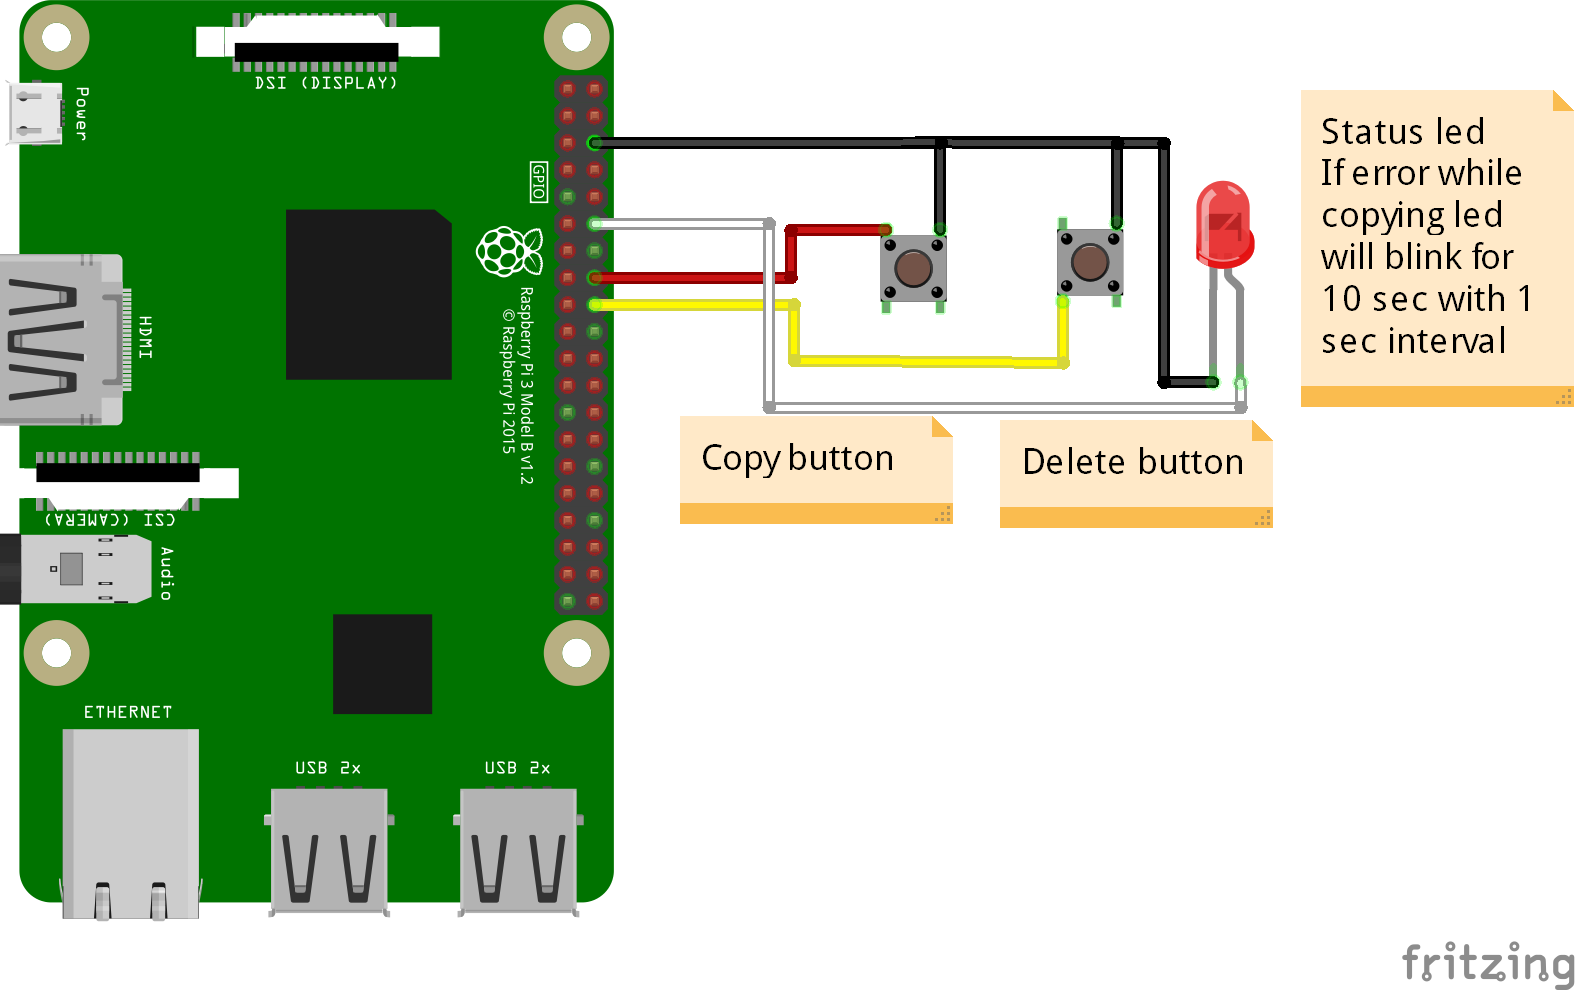 DSI (DISPLAY)
Power
GPIO
Raspberry Pi 3 Model B v1.2
© Raspberry Pi 2015
HDMI
CSI (CAMERA)
Audio
ETHERNET
USB 2x
USB 2x
Copy button
Delete button
Status led
If error while
copying led
will blink for
10 sec with 1
sec interval
fritzing